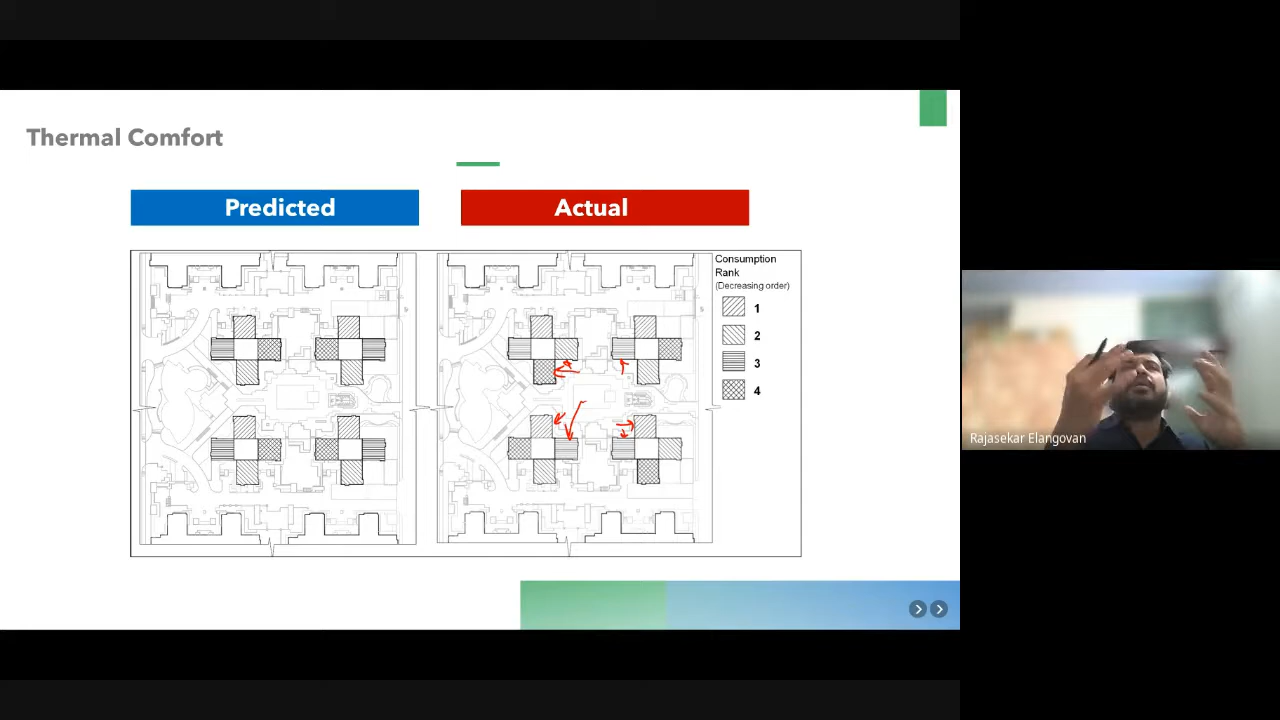 Thermal Comfort
Predicted
Actual
Consumption
Rank
(Decreasing order)
1
2
3
4
Rajasekar Elangovan